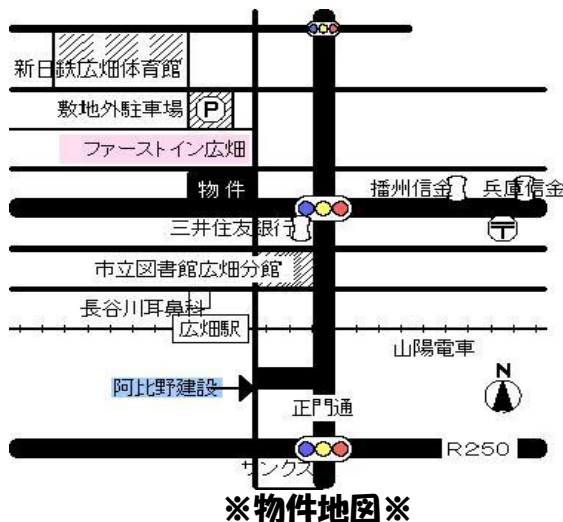 新日鉄広畑体育館
敷地外駐車場 P
ファーストイン広畑
物件
播州信金 兵庫信金
三井住友銀行
〒
市立図書館広畑分館
長谷川耳鼻科
広畑駅
山陽電車
阿比野建設
N
正門通
R250
サンクス
※物件地図※